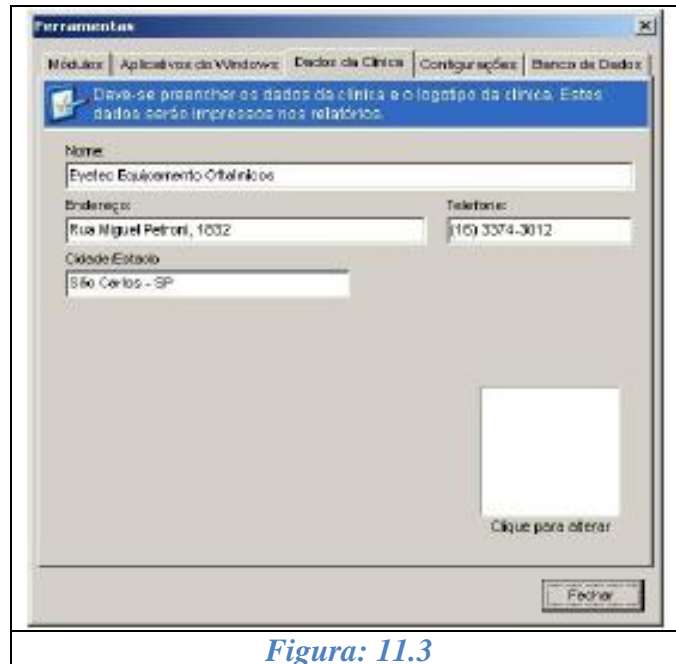 Ferramentas
Módulos Aplicativos do Windows Dados da Clínica Configurações Banco de Dados
Deve-se preencher os dados da clínica e o logotipo da clínica. Estes
dados serão impressos nos relatórios.
Nome:
Eyetec Equipamento Oftalnicos
Endereço: Telefone:
Rua Miguel Petroni, 1832 (16) 3374-3012
Cidade/Estado
São Carlos - SP
Clique para alterar
Fechar
Figura: 11.3